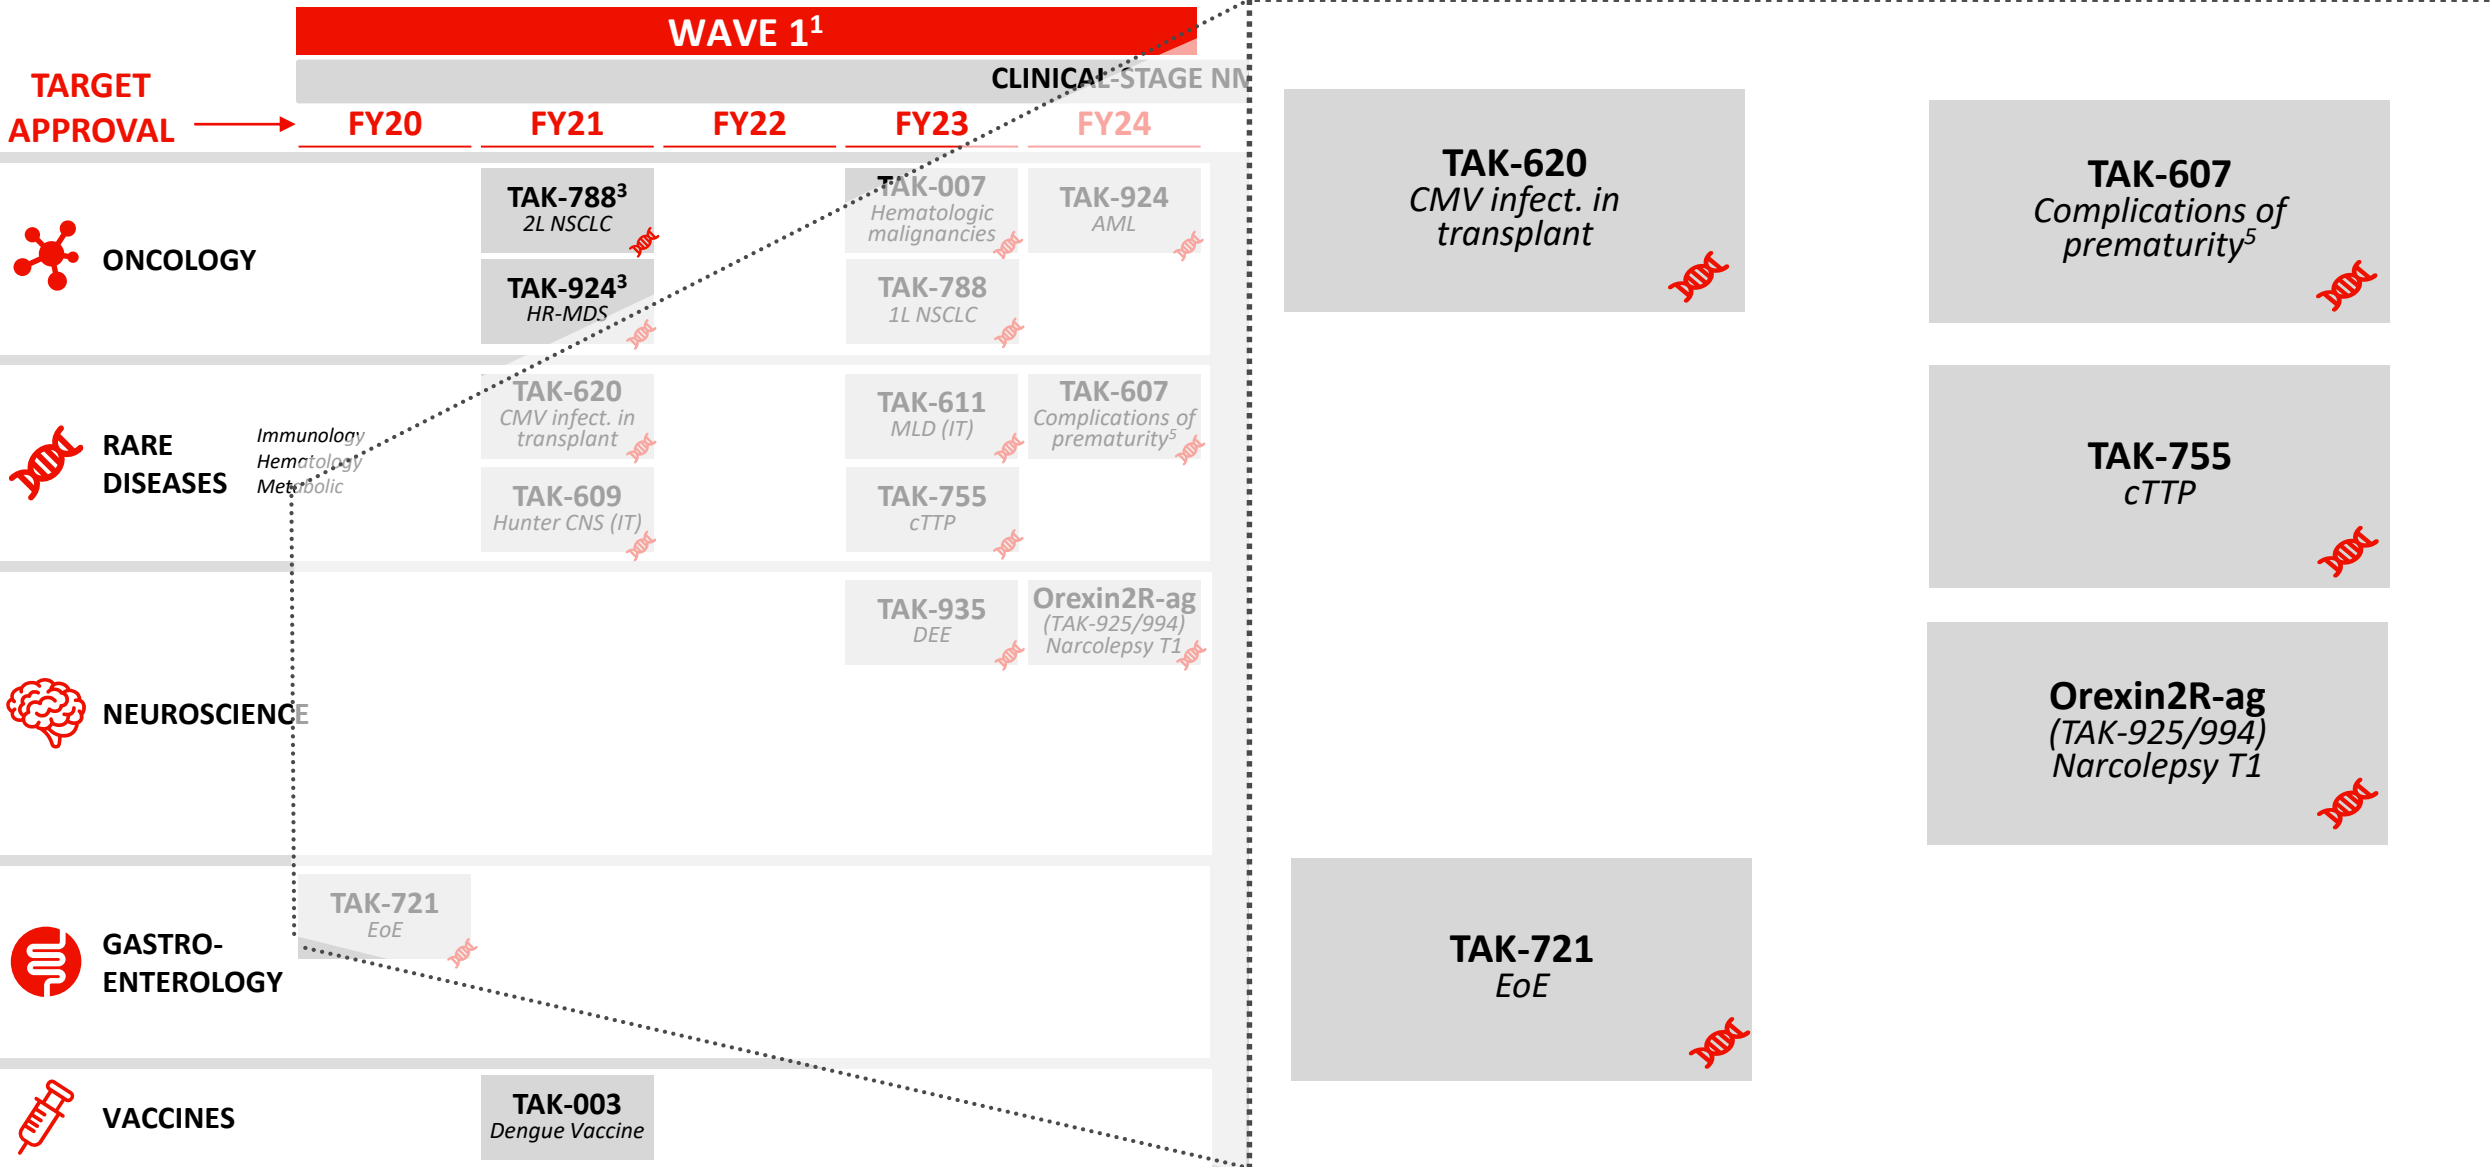 WAVE 1¹
CLINICAL-STAGE NM
TARGET
APPROVAL
FY20
FY21
FY22
FY23
FY24
ONCOLOGY
TAK-788³
2L NSCLC
TAK-924³
HR-MDS
TAK-007
Hematologic
malignancies
TAK-788
1L NSCLC
TAK-924
AML
RARE
DISEASES
Immunology
Hematology
Metabolic
TAK-620
CMV infect. in
transplant
TAK-609
Hunter CNS (IT)
TAK-611
MLD (IT)
TAK-755
cTTP
TAK-607
Complications of
prematurity⁵
NEUROSCIENCE
TAK-935
DEE
Orexin2R-ag
(TAK-925/994)
Narcolepsy T1
GASTRO-
ENTEROLOGY
TAK-721
EoE
VACCINES
TAK-003
Dengue Vaccine
TAK-620
CMV infect. in
transplant
TAK-607
Complications of
prematurity⁵
TAK-755
cTTP
Orexin2R-ag
(TAK-925/994)
Narcolepsy T1
TAK-721
EoE